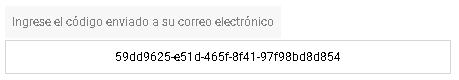 Ingrese el código enviado a su correo electrónico
59dd9625-e51d-465f-8f41-97f98bd8d854